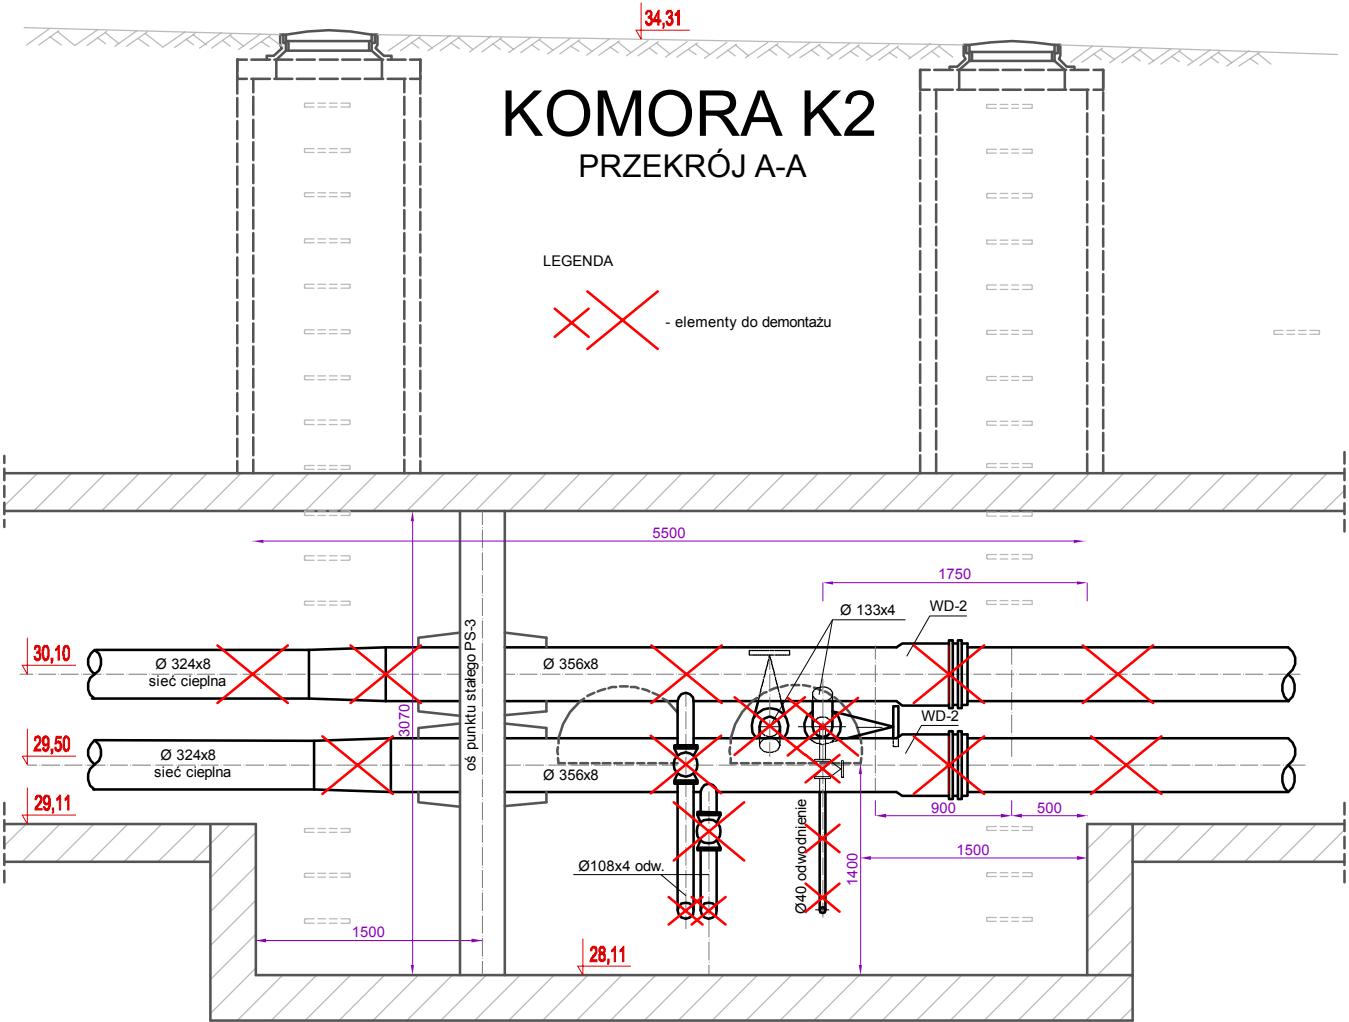 34,31
KOMORA K2
PRZEKRÓJ A-A
LEGENDA
- elementy do demontażu
5500
1750
Ø 133x4
WD-2
30,10
Ø 324x8
sieć cieplna
oś punktu stałego PS-3
Ø 356x8
3070
WD-2
29,50
Ø 324x8
sieć cieplna
Ø 356x8
29,11
900
500
Ø40 odwodnienie
1500
1400
Ø108x4 odw.
1500
28,11